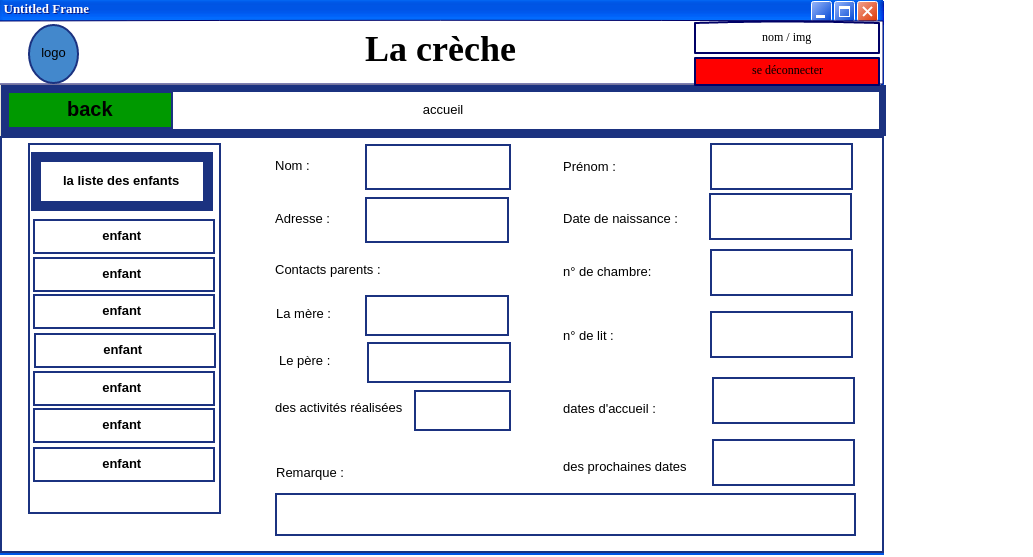 Untitled Frame
logo
La crèche
nom / img
se déconnecter
back
accueil
la liste des enfants
enfant
enfant
enfant
enfant
enfant
enfant
enfant
Nom :
Prénom :
Adresse :
Date de naissance :
Contacts parents :
n° de chambre:
La mère :
n° de lit :
Le père :
des activités réalisées
dates d'accueil :
Remarque :
des prochaines dates